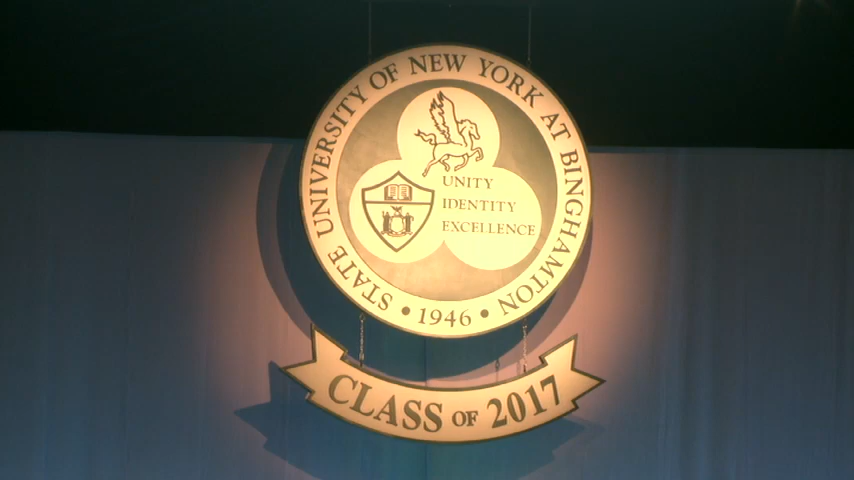 STATE UNIVERSITY OF NEW YORK AT BINGHAMTON
• 1946 •
UNITY
IDENTITY
EXCELLENCE
CLASS OF 2017